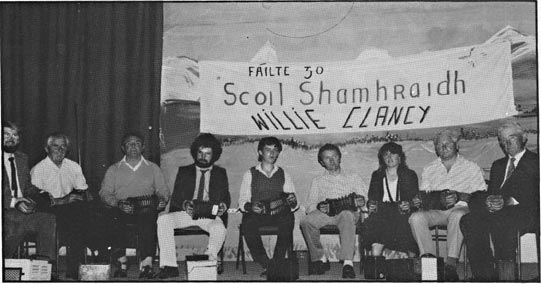 FÁILTE go
Scoil Shamhraidh
WILLIE CLANCY